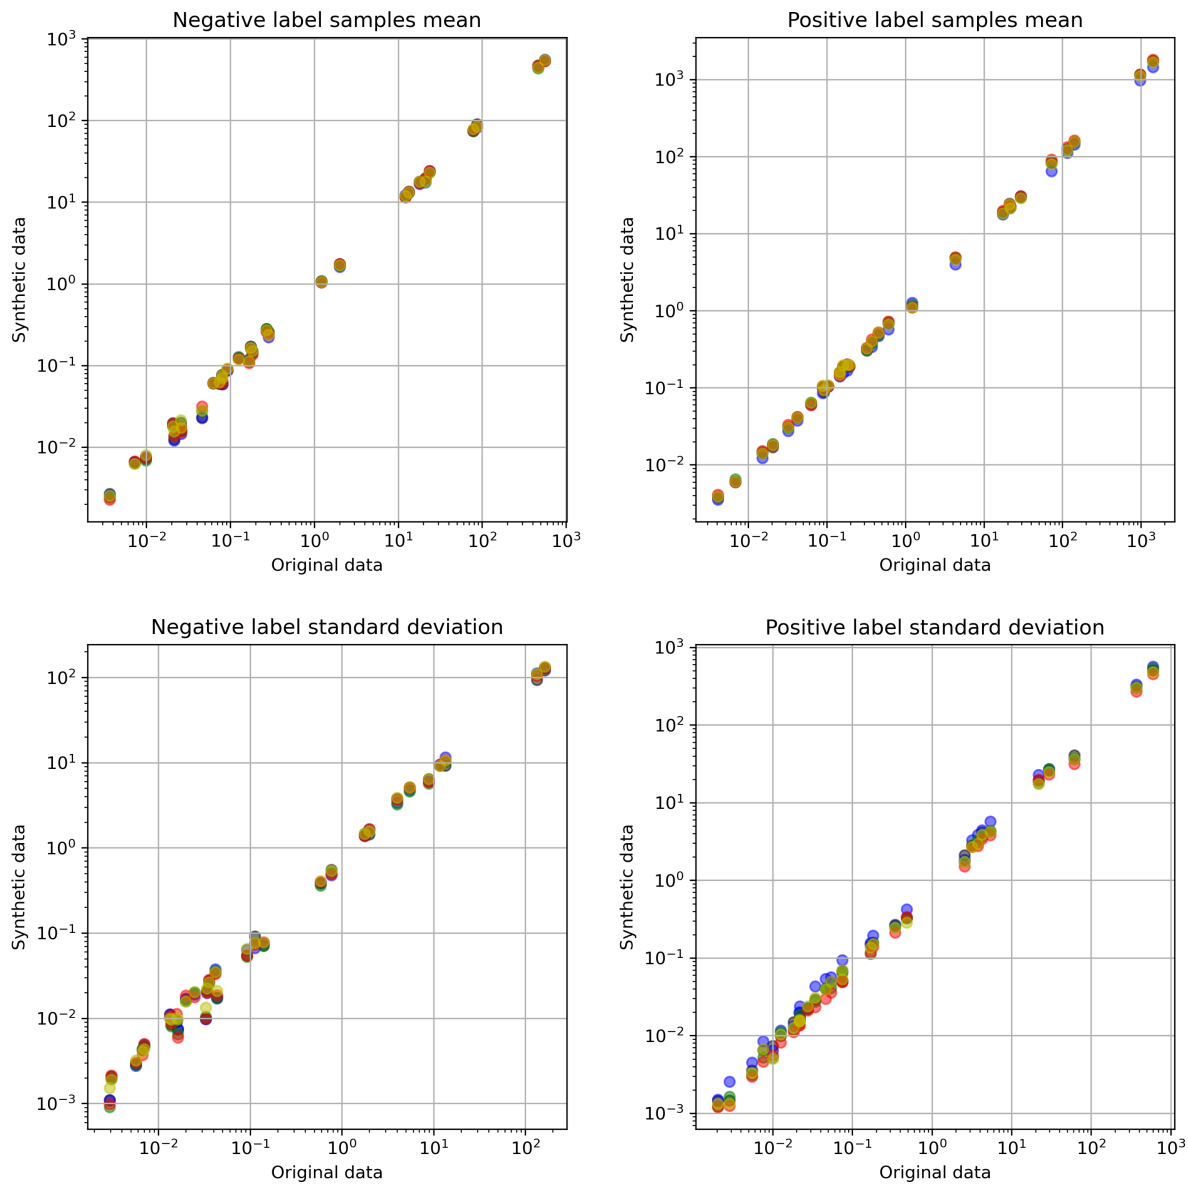 Negative label samples mean
10³
10²
10¹
10⁰
10⁻¹
10⁻²
Synthetic data
10⁻² 10⁻¹ 10⁰ 10¹ 10² 10³
Original data
Positive label samples mean
10³
10²
10¹
10⁰
10⁻¹
10⁻²
Synthetic data
10⁻² 10⁻¹ 10⁰ 10¹ 10² 10³
Original data
Negative label standard deviation
10²
10¹
10⁰
10⁻¹
10⁻²
10⁻³
Synthetic data
10⁻² 10⁻¹ 10⁰ 10¹ 10²
Original data
Positive label standard deviation
10³
10²
10¹
10⁰
10⁻¹
10⁻²
10⁻³
Synthetic data
10⁻² 10⁻¹ 10⁰ 10¹ 10² 10³
Original data